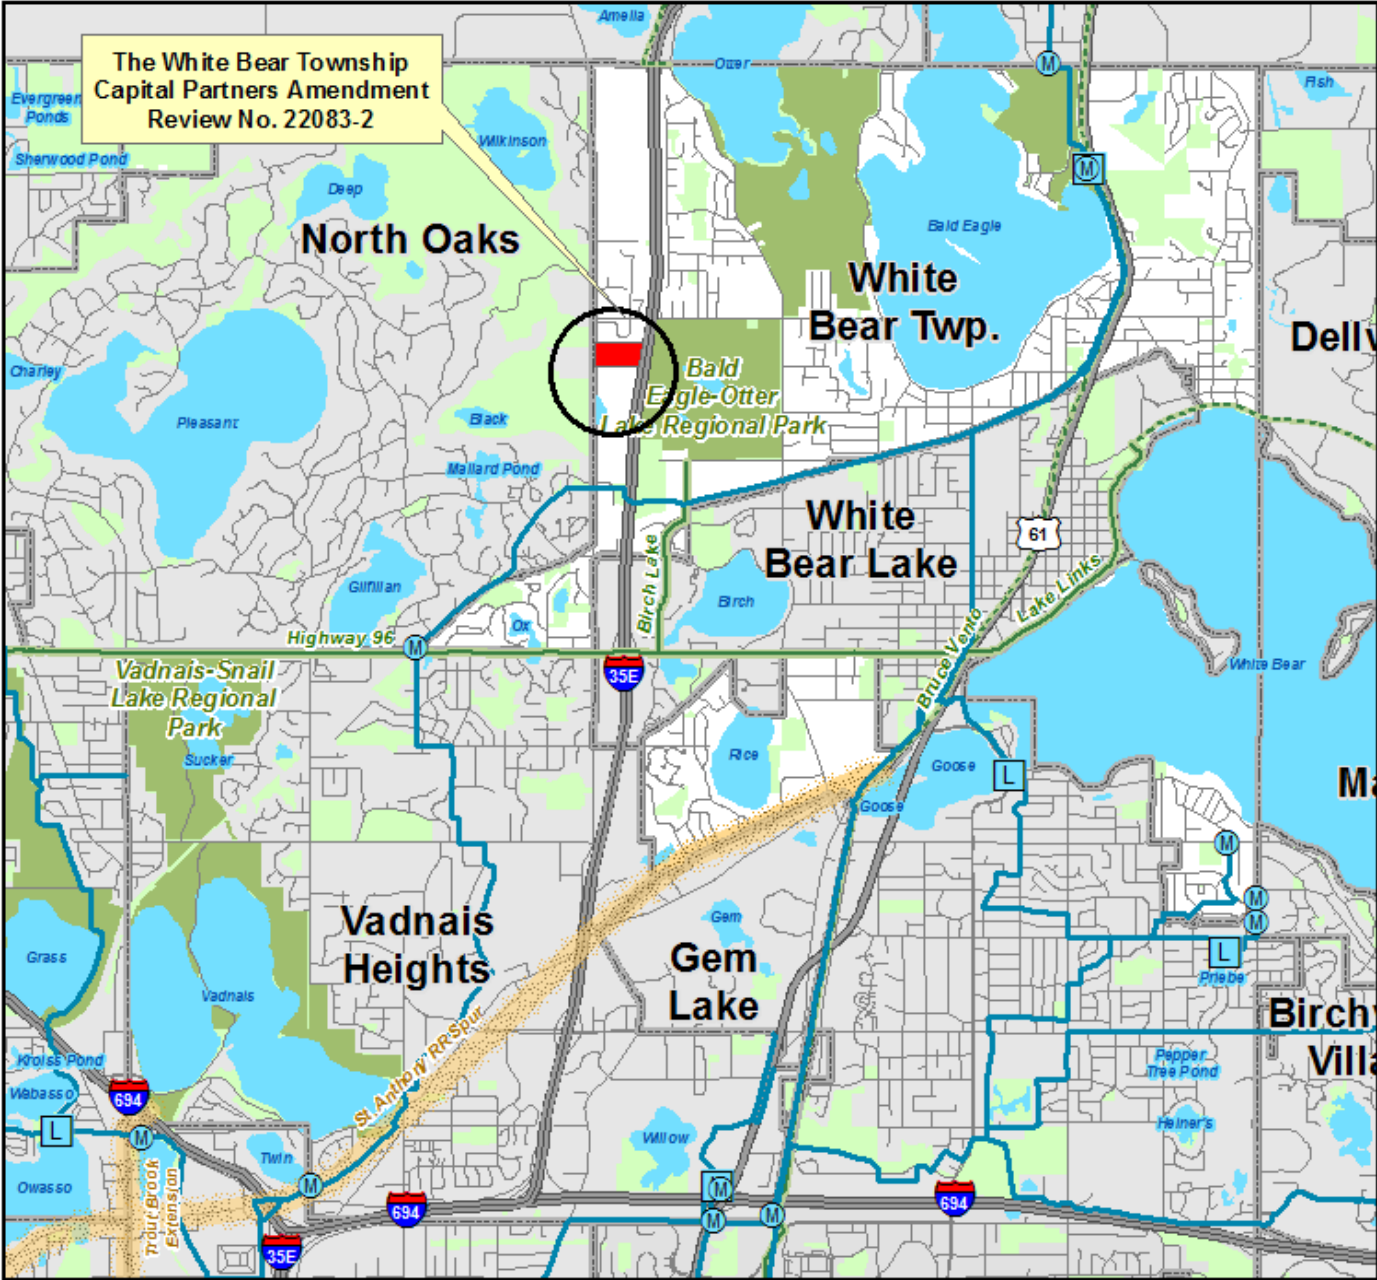 Amelia
The White Bear Township
Capital Partners Amendment
Review No. 22083-2
Otter
Fish
Evergreen
Ponds
Sherwood Pond
Wilkinson
Deep
North Oaks
Bald Eagle
White
Bear Twp.
Dellw
Charley
Pleasant
Black
Mallard Pond
Bald
Eagle-Otter
Lake Regional Park
White
Bear Lake
61
Gilfillan
Birch Lake
Birch
Lake Links
Ox
Highway 96
Bruce Vento
White Bear
35E
Vadnais-Snail
Lake Regional
Park
Sucker
Rice
Goose
Goose
L
Ma
M
M
M
M
M
M
Vadnais
Heights
Gem
Gem
Lake
L
Priebe
Grass
Vadnais
Birchy
Villa
St. Anthony RR Spur
Kroiss Pond
Wabasso
694
Pepper
Tree Pond
Heiner's
L
M
Willow
Twin
Owasso
Trout Brook
Extension
M
M
M
M
694
694
35E